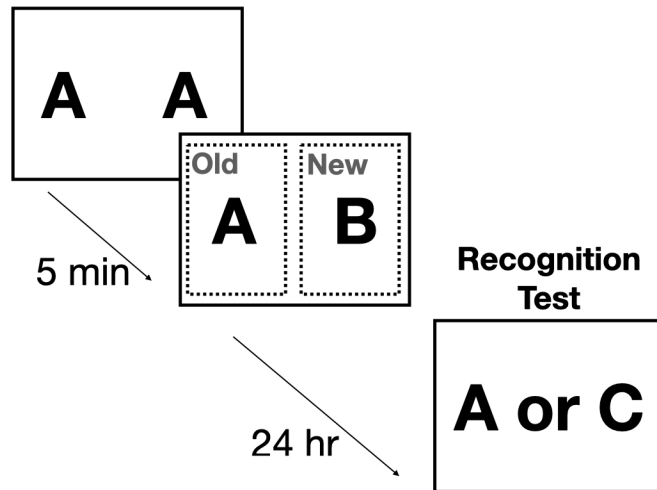 A A
Old New
A B
5 min
Recognition
Test
A or C
24 hr